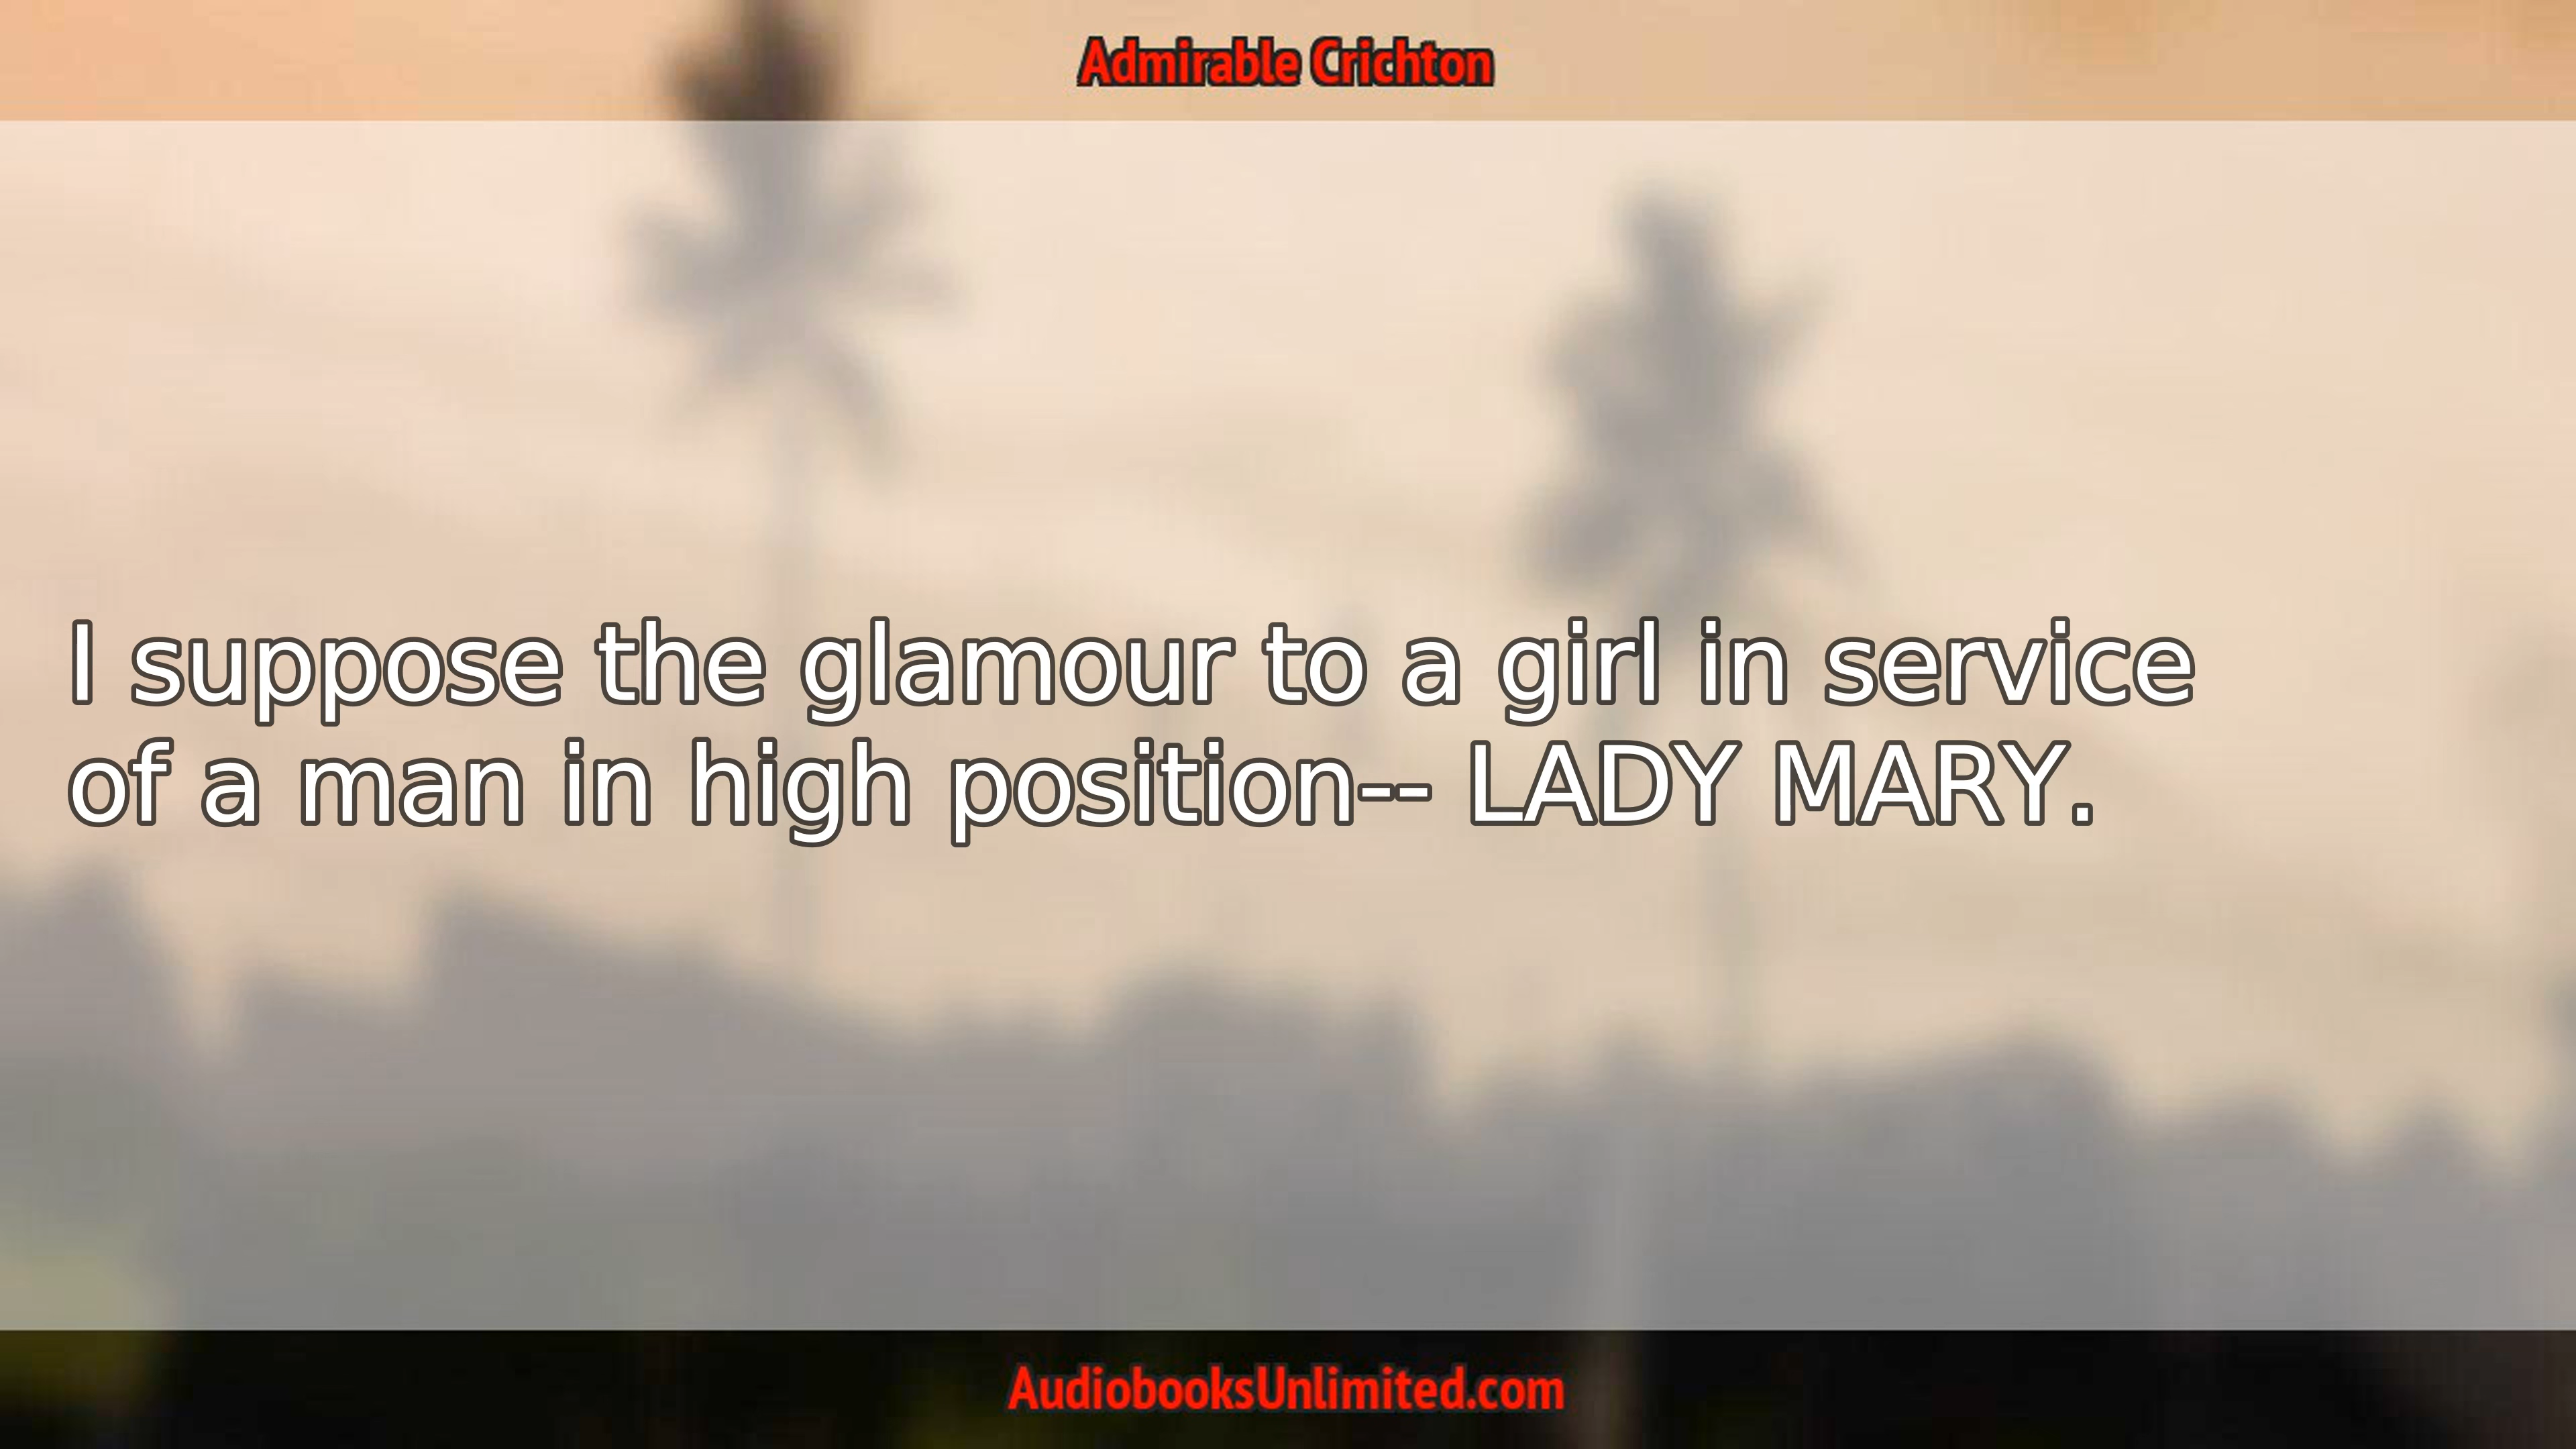 Admirable Crichton
I suppose the glamour to a girl in service
of a man in high position-- LADY MARY.
AudiobooksUnlimited.com